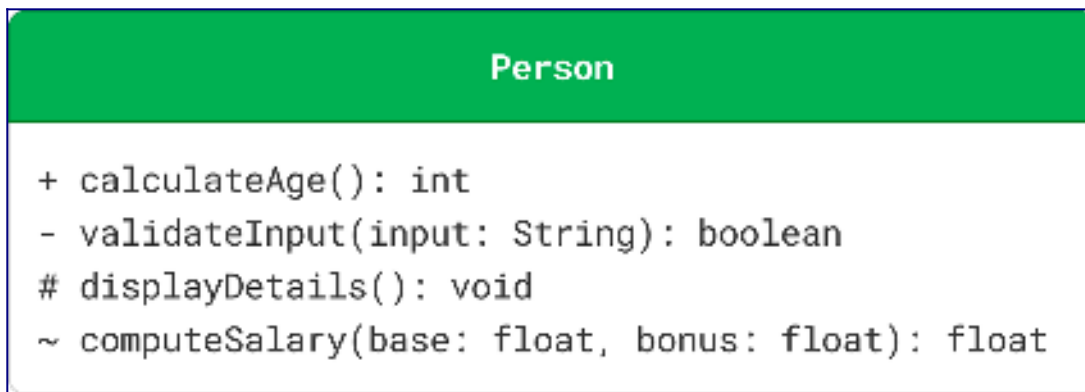 Person
+ calculateAge(): int
- validateInput(input: String): boolean
# displayDetails(): void
~ computeSalary(base: float, bonus: float): float